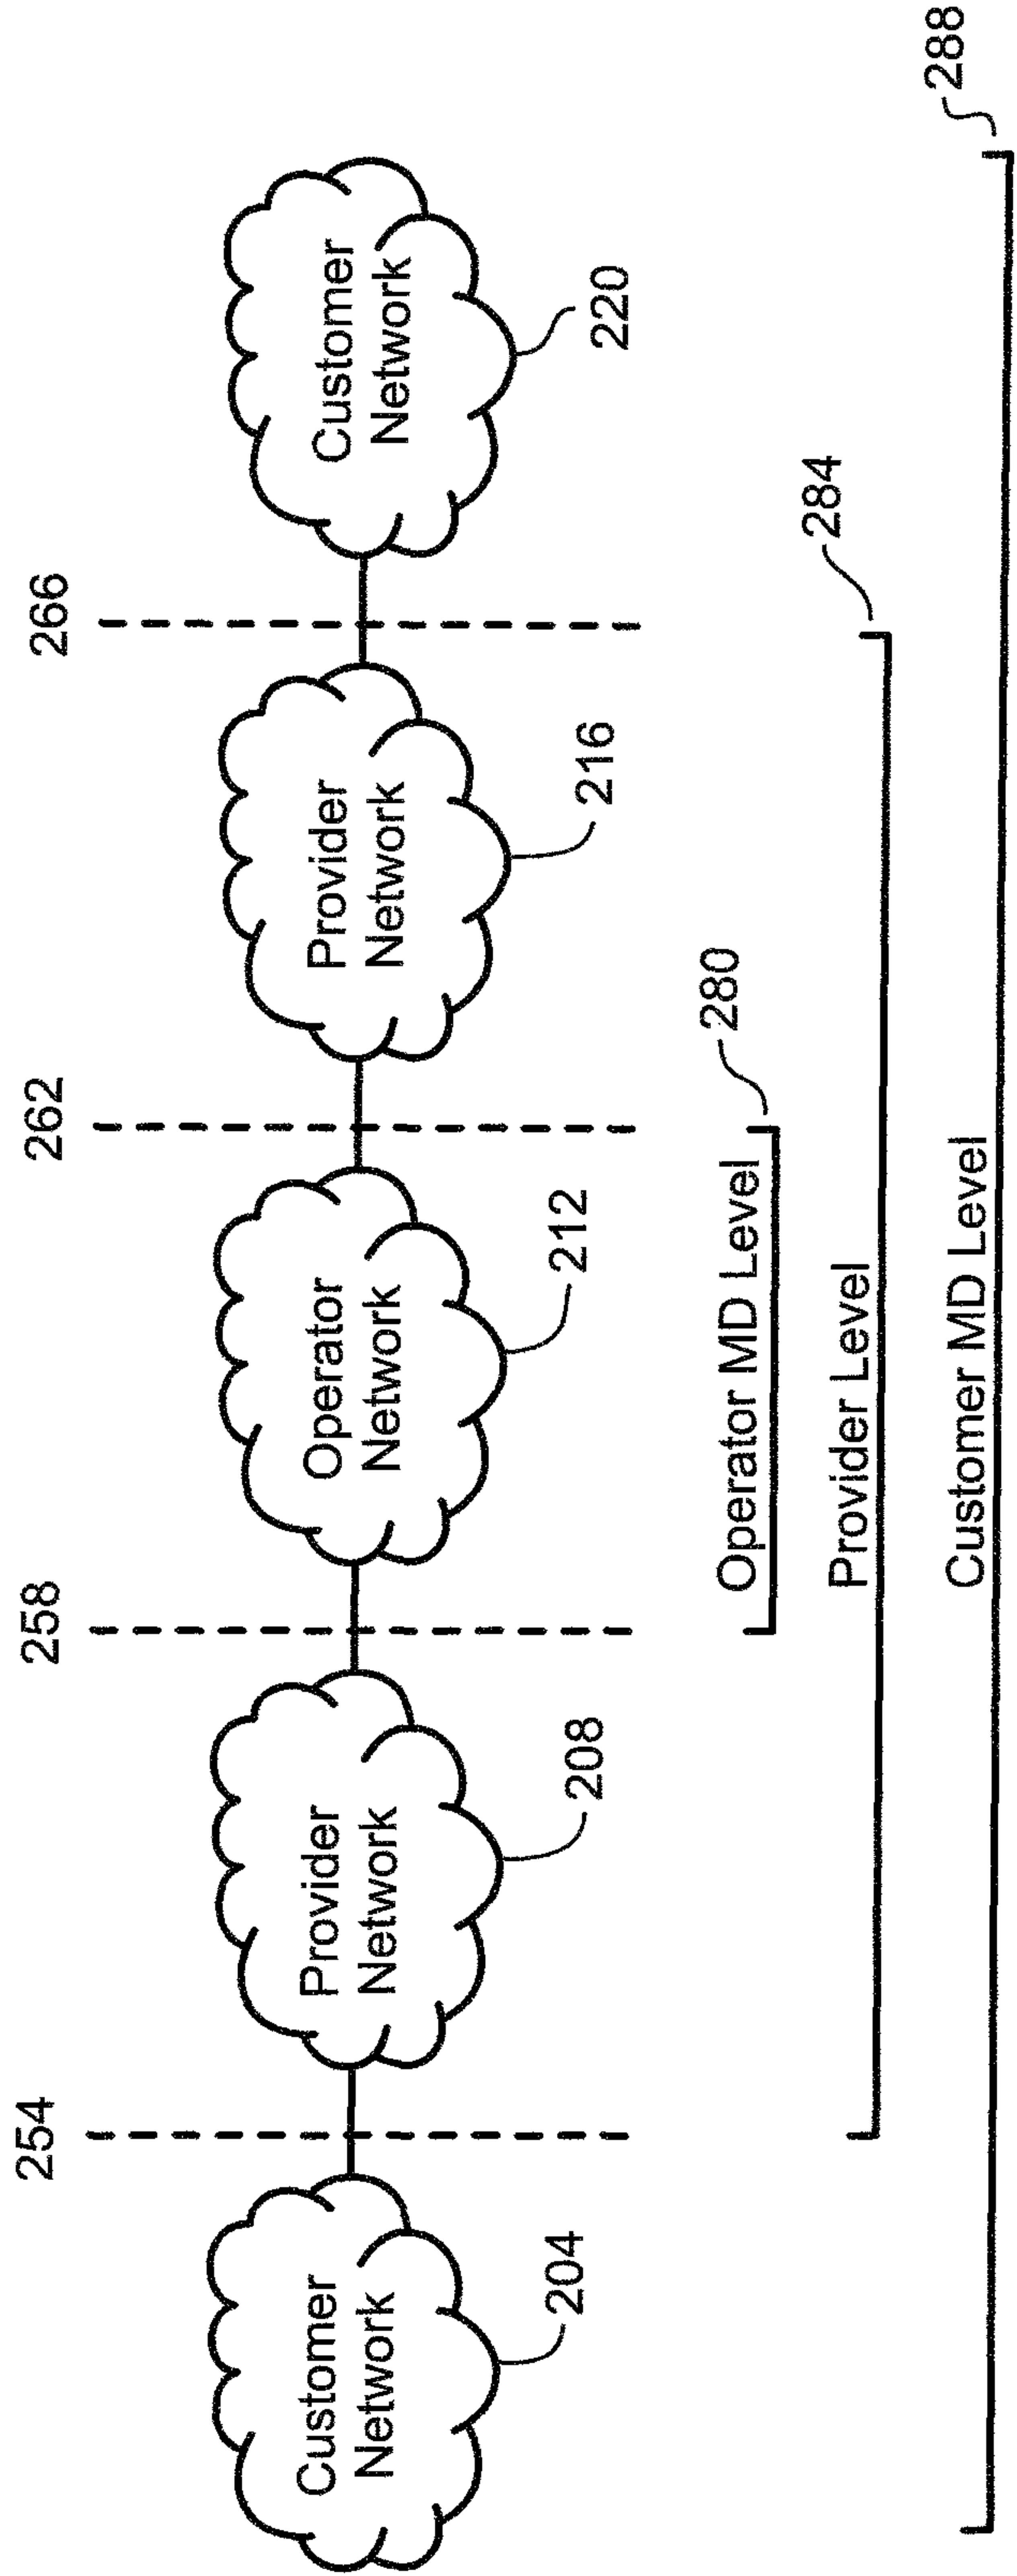 254
258
262
266
Customer
Network
Provider
Network
Operator
Network
Provider
Network
Customer
Network
204
208
212
216
220
Operator MD Level
280
Provider Level
284
Customer MD Level
288